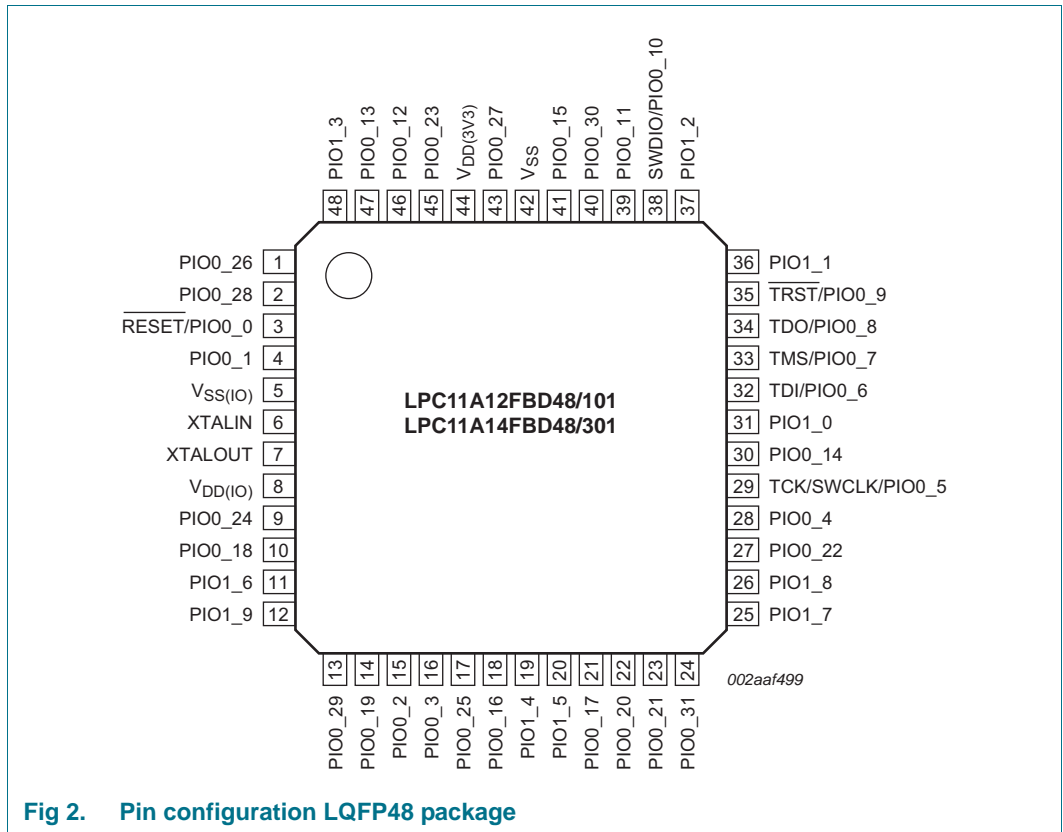 PIO1_3
PIO0_13
PIO0_12
PIO0_23
VDD(3V3)
PIO0_27
VSS
PIO0_15
PIO0_30
PIO0_11
SWDIO/PIO0_10
PIO1_2
48
47
46
45
44
43
42
41
40
39
38
37
PIO0_26 1
PIO0_28 2
RESET/PIO0_0 3
PIO0_1 4
VSS(IO) 5
XTALIN 6
XTALOUT 7
VDD(IO) 8
PIO0_24 9
PIO0_18 10
PIO1_6 11
PIO1_9 12
LPC11A12FBD48/101
LPC11A14FBD48/301
36 PIO1_1
35 TRST/PIO0_9
34 TDO/PIO0_8
33 TMS/PIO0_7
32 TDI/PIO0_6
31 PIO1_0
30 PIO0_14
29 TCK/SWCLK/PIO0_5
28 PIO0_4
27 PIO0_22
26 PIO1_8
25 PIO1_7
13
14
15
16
17
18
19
20
21
22
23
24
PIO0_29
PIO0_19
PIO0_2
PIO0_3
PIO0_25
PIO0_16
PIO1_4
PIO1_5
PIO0_17
PIO0_20
PIO0_21
PIO0_31
002aaf499
Fig 2. Pin configuration LQFP48 package